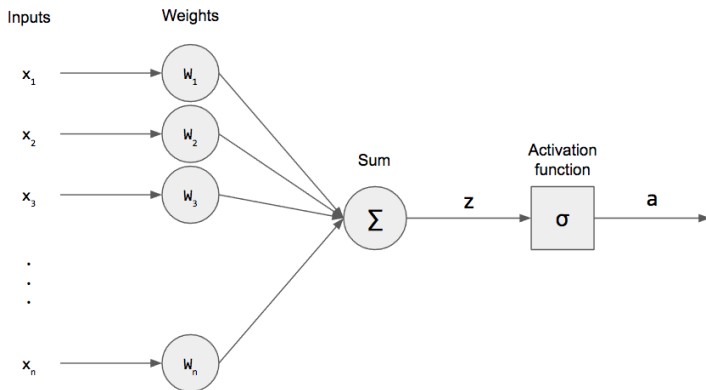 Inputs
Weights
x₁
W₁
x₂
W₂
x₃
W₃
Sum
Σ
z
Activation
function
σ
a
.
.
.
xₙ
Wₙ